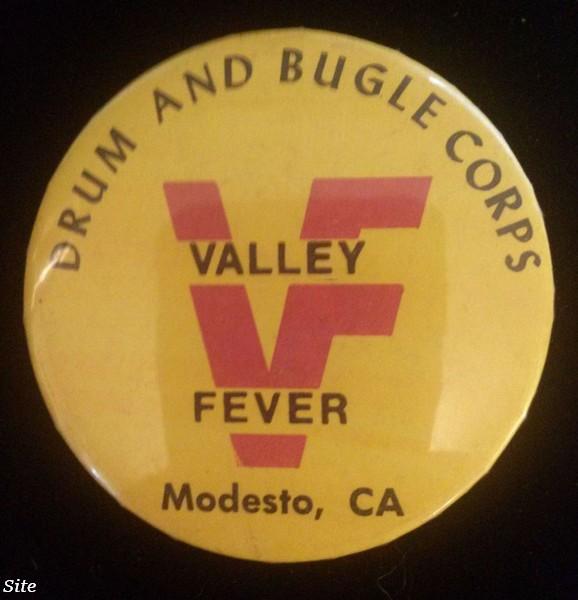 DRUM AND BUGLE CORPS
VALLEY
FEVER
Modesto, CA
Site